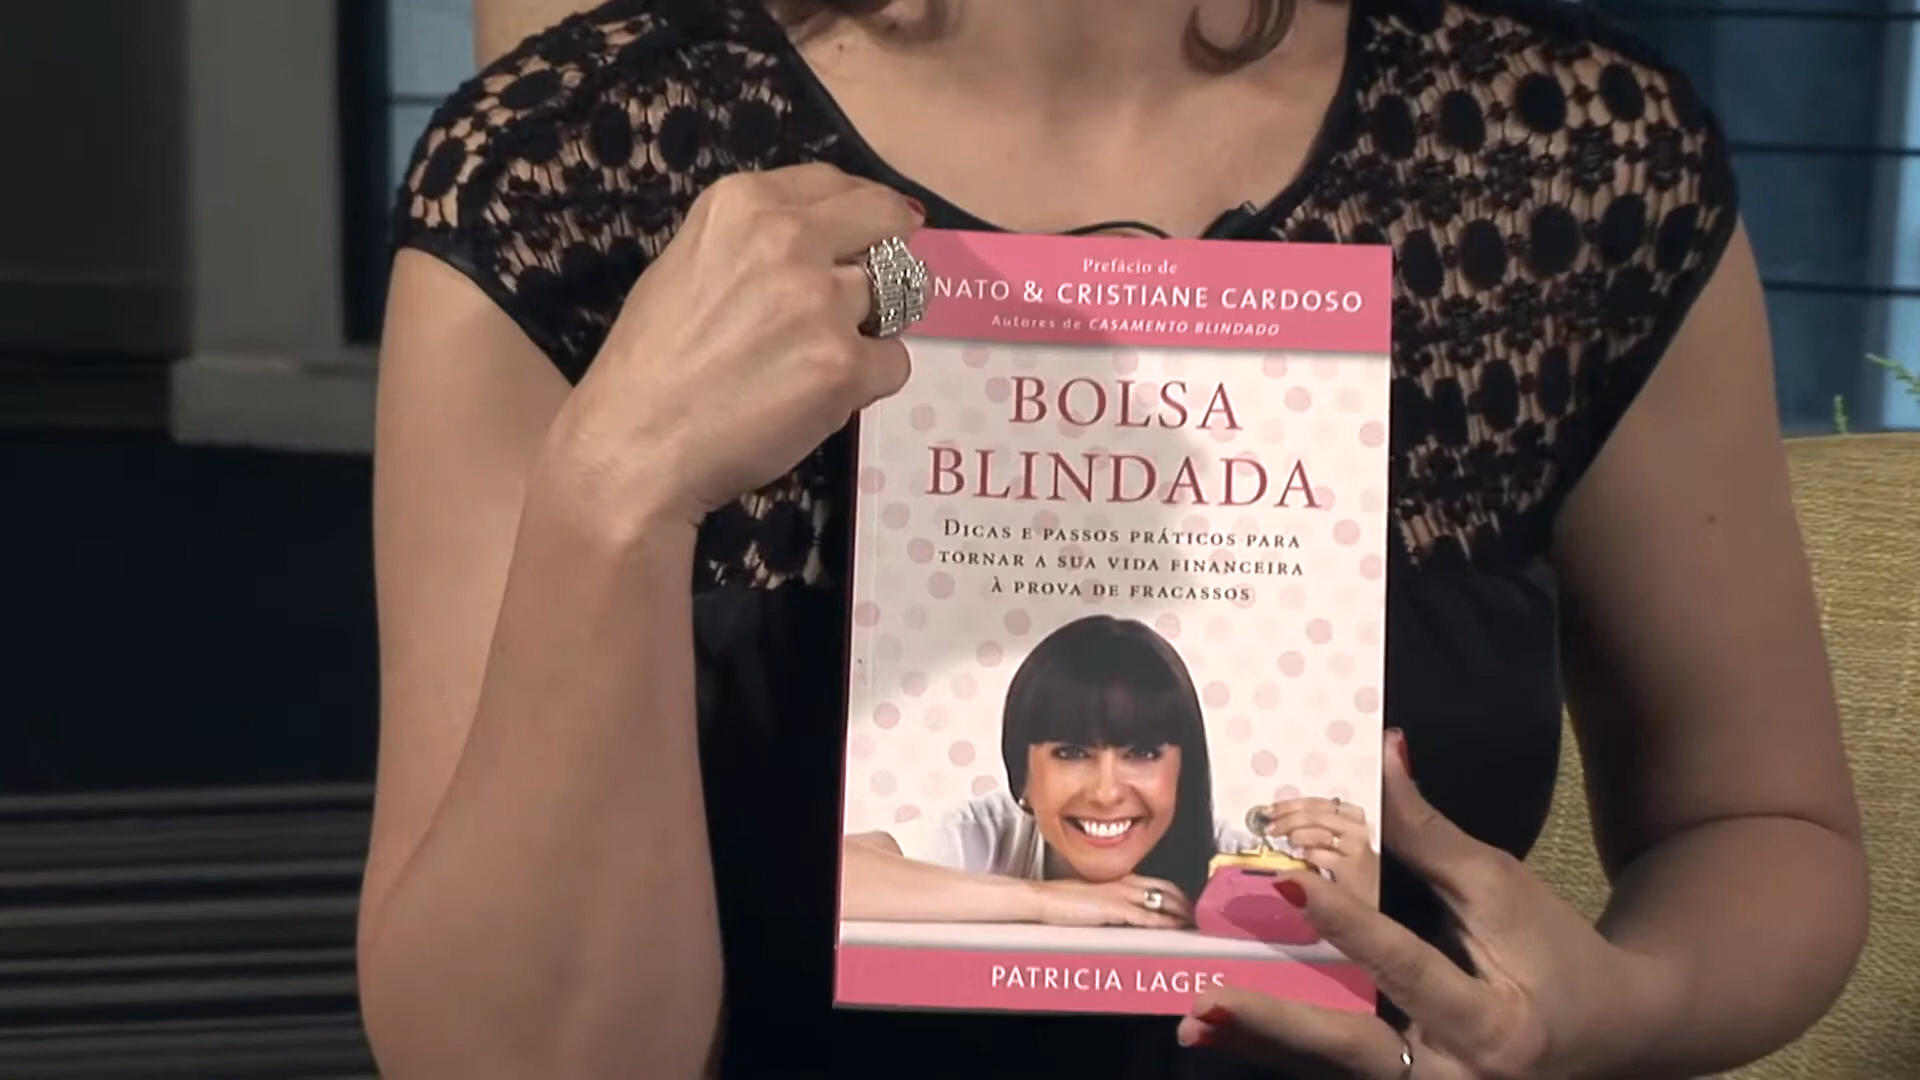 Prefácio de
NATO & CRISTIANE CARDOSO
Autores de CASAMENTO BLINDADO
BOLSA
BLINDADA
DICAS E PASSOS PRÁTICOS PARA
TORNAR A SUA VIDA FINANCEIRA
À PROVA DE FRACASSOS
PATRICIA LAGES